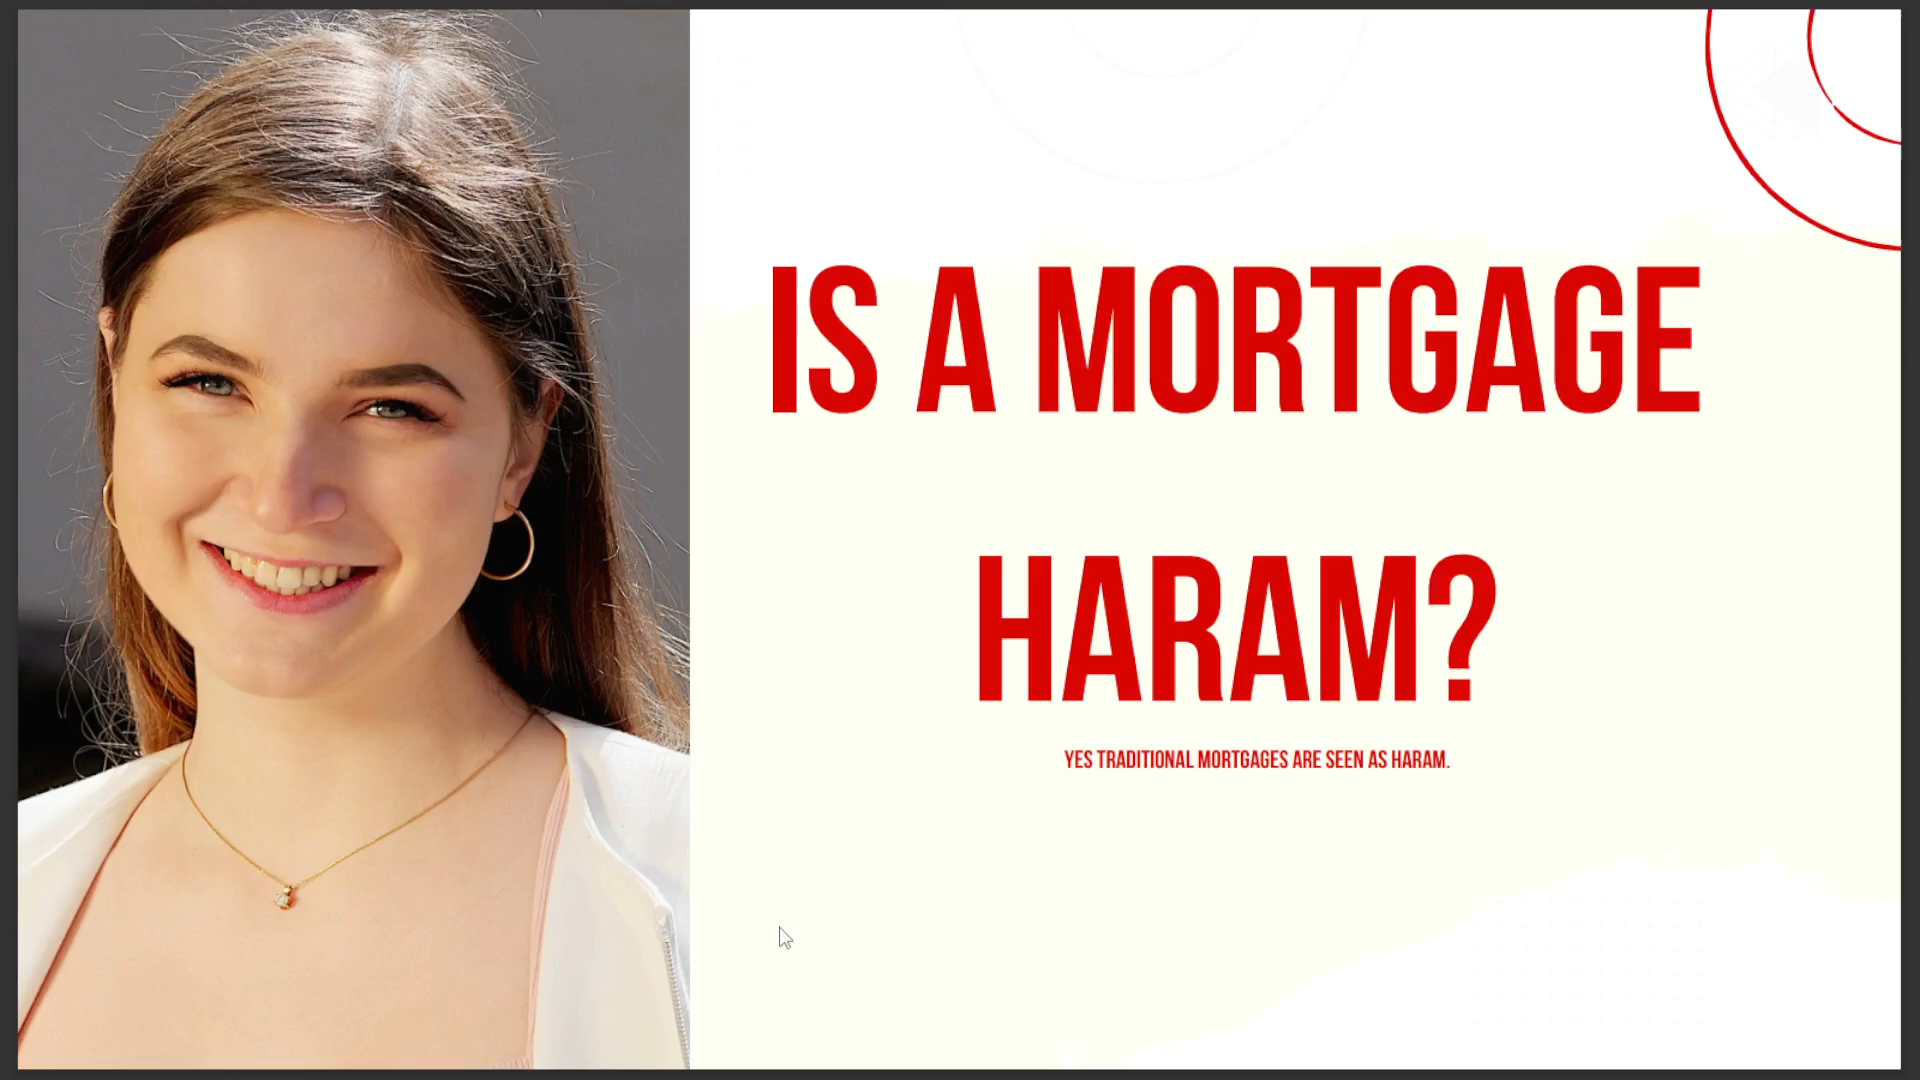 IS A MORTGAGE
HARAM?
YES TRADITIONAL MORTGAGES ARE SEEN AS HARAM.